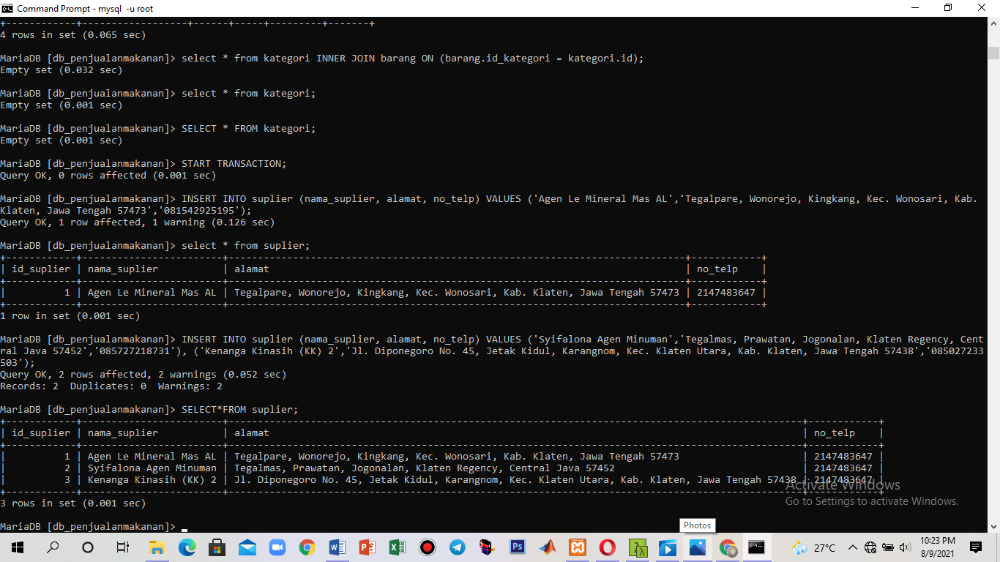 Command Prompt - mysql -u root
+------------+------------------+------+-----+---------+-------+
4 rows in set (0.065 sec)
MariaDB [db_penjualanmakanan]> select * from kategori INNER JOIN barang ON (barang.id_kategori = kategori.id);
Empty set (0.032 sec)
MariaDB [db_penjualanmakanan]> select * from kategori;
Empty set (0.001 sec)
MariaDB [db_penjualanmakanan]> SELECT * FROM kategori;
Empty set (0.001 sec)
MariaDB [db_penjualanmakanan]> START TRANSACTION;
Query OK, 0 rows affected (0.001 sec)
MariaDB [db_penjualanmakanan]> INSERT INTO suplier (nama_suplier, alamat, no_telp) VALUES ('Agen Le Mineral Mas AL','Tegalpare, Wonorejo, Kingkang, Kec. Wonosari, Kab.
Klaten, Jawa Tengah 57473','081542925195');
Query OK, 1 row affected, 1 warning (0.126 sec)
MariaDB [db_penjualanmakanan]> select * from suplier;
+------------+------------------------+------------------------------------------------------------------------------+------------+
| id_suplier | nama_suplier           | alamat                                                                       | no_telp    |
+------------+------------------------+------------------------------------------------------------------------------+------------+
|          1 | Agen Le Mineral Mas AL | Tegalpare, Wonorejo, Kingkang, Kec. Wonosari, Kab. Klaten, Jawa Tengah 57473 | 2147483647 |
+------------+------------------------+------------------------------------------------------------------------------+------------+
1 row in set (0.001 sec)
MariaDB [db_penjualanmakanan]> INSERT INTO suplier (nama_suplier, alamat, no_telp) VALUES ('Syifalona Agen Minuman','Tegalmas, Prawatan, Jogonalan, Klaten Regency, Cent
ral Java 57452','085727218731'), ('Kenanga Kinasih (KK) 2','Jl. Diponegoro No. 45, Jetak Kidul, Karangnom, Kec. Klaten Utara, Kab. Klaten, Jawa Tengah 57438','085027233
503');
Query OK, 2 rows affected, 2 warnings (0.052 sec)
Records: 2  Duplicates: 0  Warnings: 2
MariaDB [db_penjualanmakanan]> SELECT*FROM suplier;
+------------+------------------------+--------------------------------------------------------------------------------------------------+------------+
| id_suplier | nama_suplier           | alamat                                                                                           | no_telp    |
+------------+------------------------+--------------------------------------------------------------------------------------------------+------------+
|          1 | Agen Le Mineral Mas AL | Tegalpare, Wonorejo, Kingkang, Kec. Wonosari, Kab. Klaten, Jawa Tengah 57473                     | 2147483647 |
|          2 | Syifalona Agen Minuman | Tegalmas, Prawatan, Jogonalan, Klaten Regency, Central Java 57452                                | 2147483647 |
|          3 | Kenanga Kinasih (KK) 2 | Jl. Diponegoro No. 45, Jetak Kidul, Karangnom, Kec. Klaten Utara, Kab. Klaten, Jawa Tengah 57438 | 2147483647 |
+------------+------------------------+--------------------------------------------------------------------------------------------------+------------+
Activate Windows
Go to Settings to activate Windows.
3 rows in set (0.001 sec)
MariaDB [db_penjualanmakanan]>
Photos
27°C
10:23 PM
8/9/2021